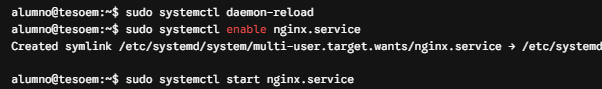 alumno@tesoem:~$ sudo systemctl daemon-reload
alumno@tesoem:~$ sudo systemctl enable nginx.service
Created symlink /etc/systemd/system/multi-user.target.wants/nginx.service → /etc/systemd
alumno@tesoem:~$ sudo systemctl start nginx.service